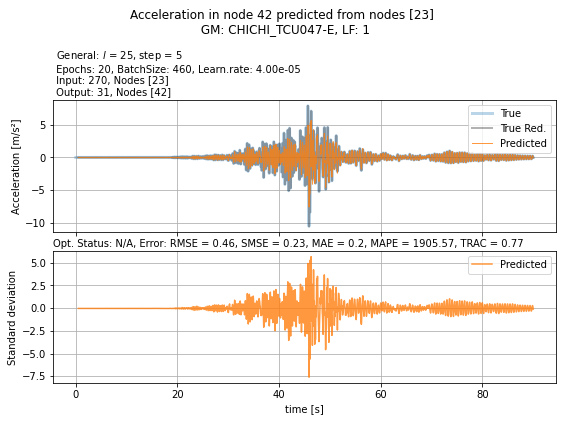 Acceleration in node 42 predicted from nodes [23]
GM: CHICHI_TCU047-E, LF: 1
General: l = 25, step = 5
Epochs: 20, BatchSize: 460, Learn.rate: 4.00e-05
Input: 270, Nodes [23]
Output: 31, Nodes [42]
Acceleration [m/s²]
5
0
−5
−10
True
True Red.
Predicted
Opt. Status: N/A, Error: RMSE = 0.46, SMSE = 0.23, MAE = 0.2, MAPE = 1905.57, TRAC = 0.77
Standard deviation
5.0
2.5
0.0
−2.5
−5.0
−7.5
Predicted
0 20 40 60 80
time [s]